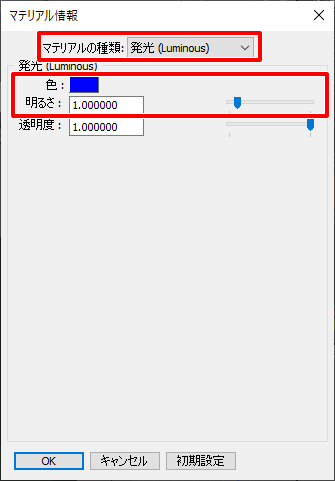 マテリアル情報
マテリアルの種類: 発光 (Luminous)
発光 (Luminous)
色 :
明るさ : 1.000000
透明度 : 1.000000
OK キャンセル 初期設定